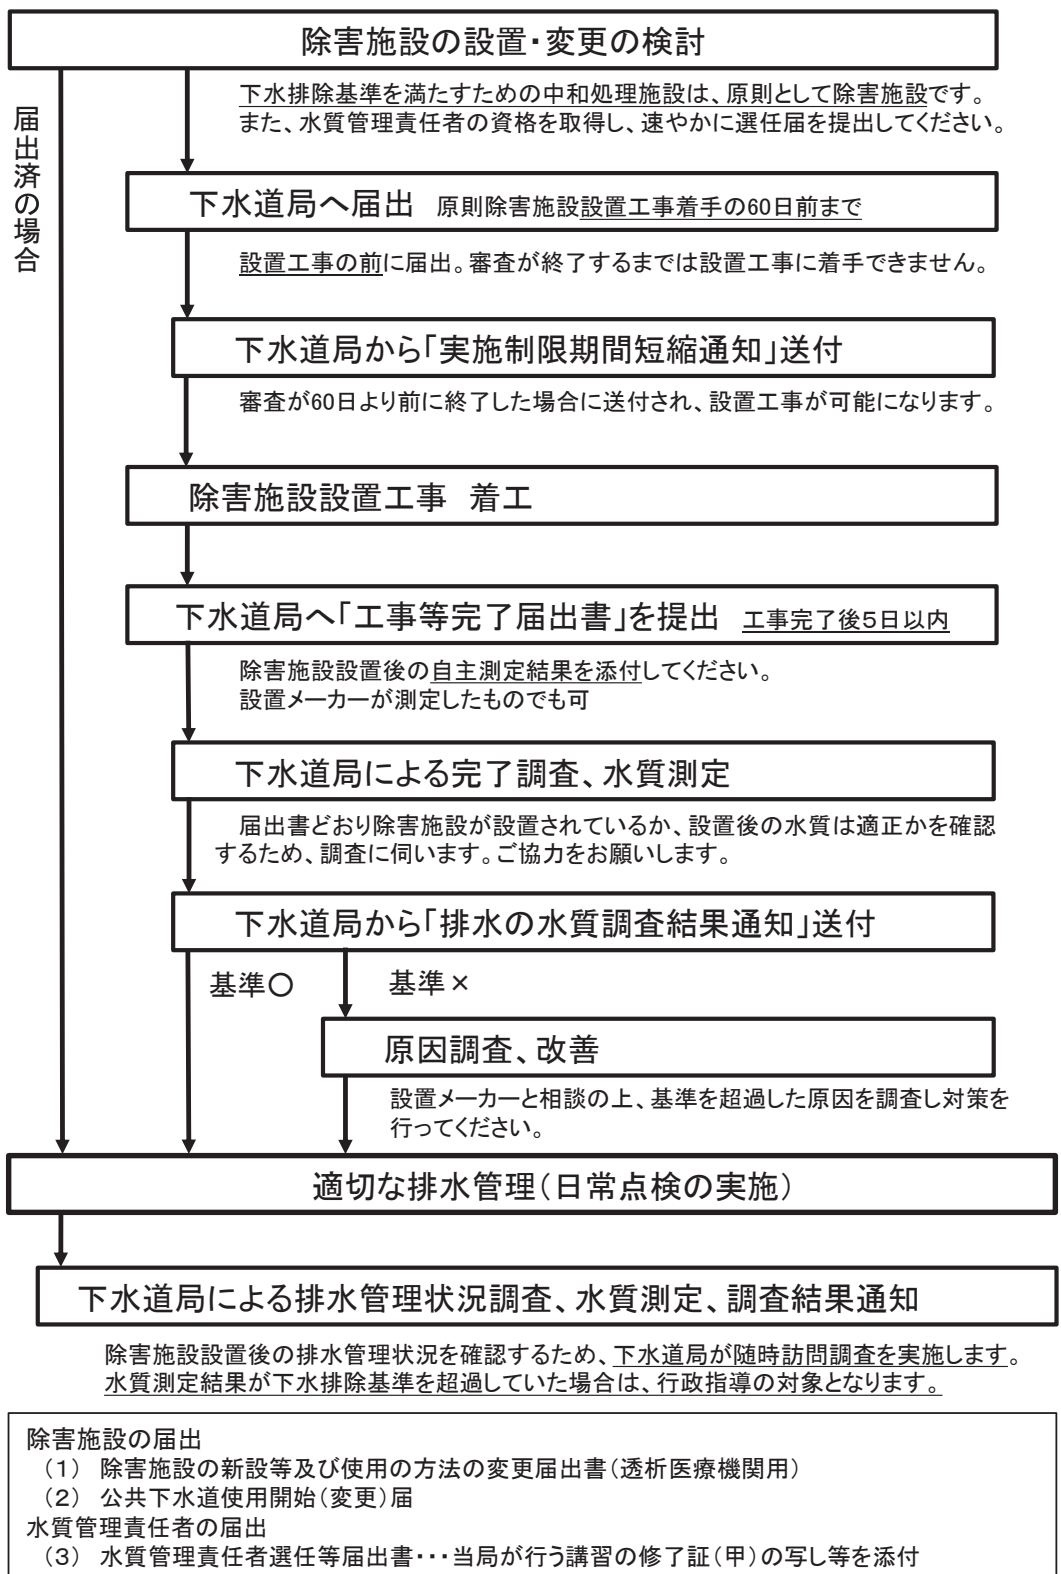 除害施設の設置・変更の検討
届出済の場合
下水排除基準を満たすための中和処理施設は、原則として除害施設です。
また、水質管理責任者の資格を取得し、速やかに選任届を提出してください。
下水道局へ届出 原則除害施設設置工事着手の60日前まで
設置工事の前に届出。審査が終了するまでは設置工事に着手できません。
下水道局から「実施制限期間短縮通知」送付
審査が60日より前に終了した場合に送付され、設置工事が可能になります。
除害施設設置工事 着工
下水道局へ「工事等完了届出書」を提出 工事完了後5日以内
除害施設設置後の自主測定結果を添付してください。
設置メーカーが測定したものでも可
下水道局による完了調査、水質測定
届出書どおり除害施設が設置されているか、設置後の水質は適正かを確認
するため、調査に伺います。ご協力をお願いします。
下水道局から「排水の水質調査結果通知」送付
基準〇 基準×
原因調査、改善
設置メーカーと相談の上、基準を超過した原因を調査し対策を
行ってください。
適切な排水管理(日常点検の実施)
下水道局による排水管理状況調査、水質測定、調査結果通知
除害施設設置後の排水管理状況を確認するため、下水道局が随時訪問調査を実施します。
水質測定結果が下水排除基準を超過していた場合は、行政指導の対象となります。
除害施設の届出
(1) 除害施設の新設等及び使用の方法の変更届出書(透析医療機関用)
(2) 公共下水道使用開始(変更)届
水質管理責任者の届出
(3) 水質管理責任者選任等届出書・・・当局が行う講習の修了証(甲)の写し等を添付